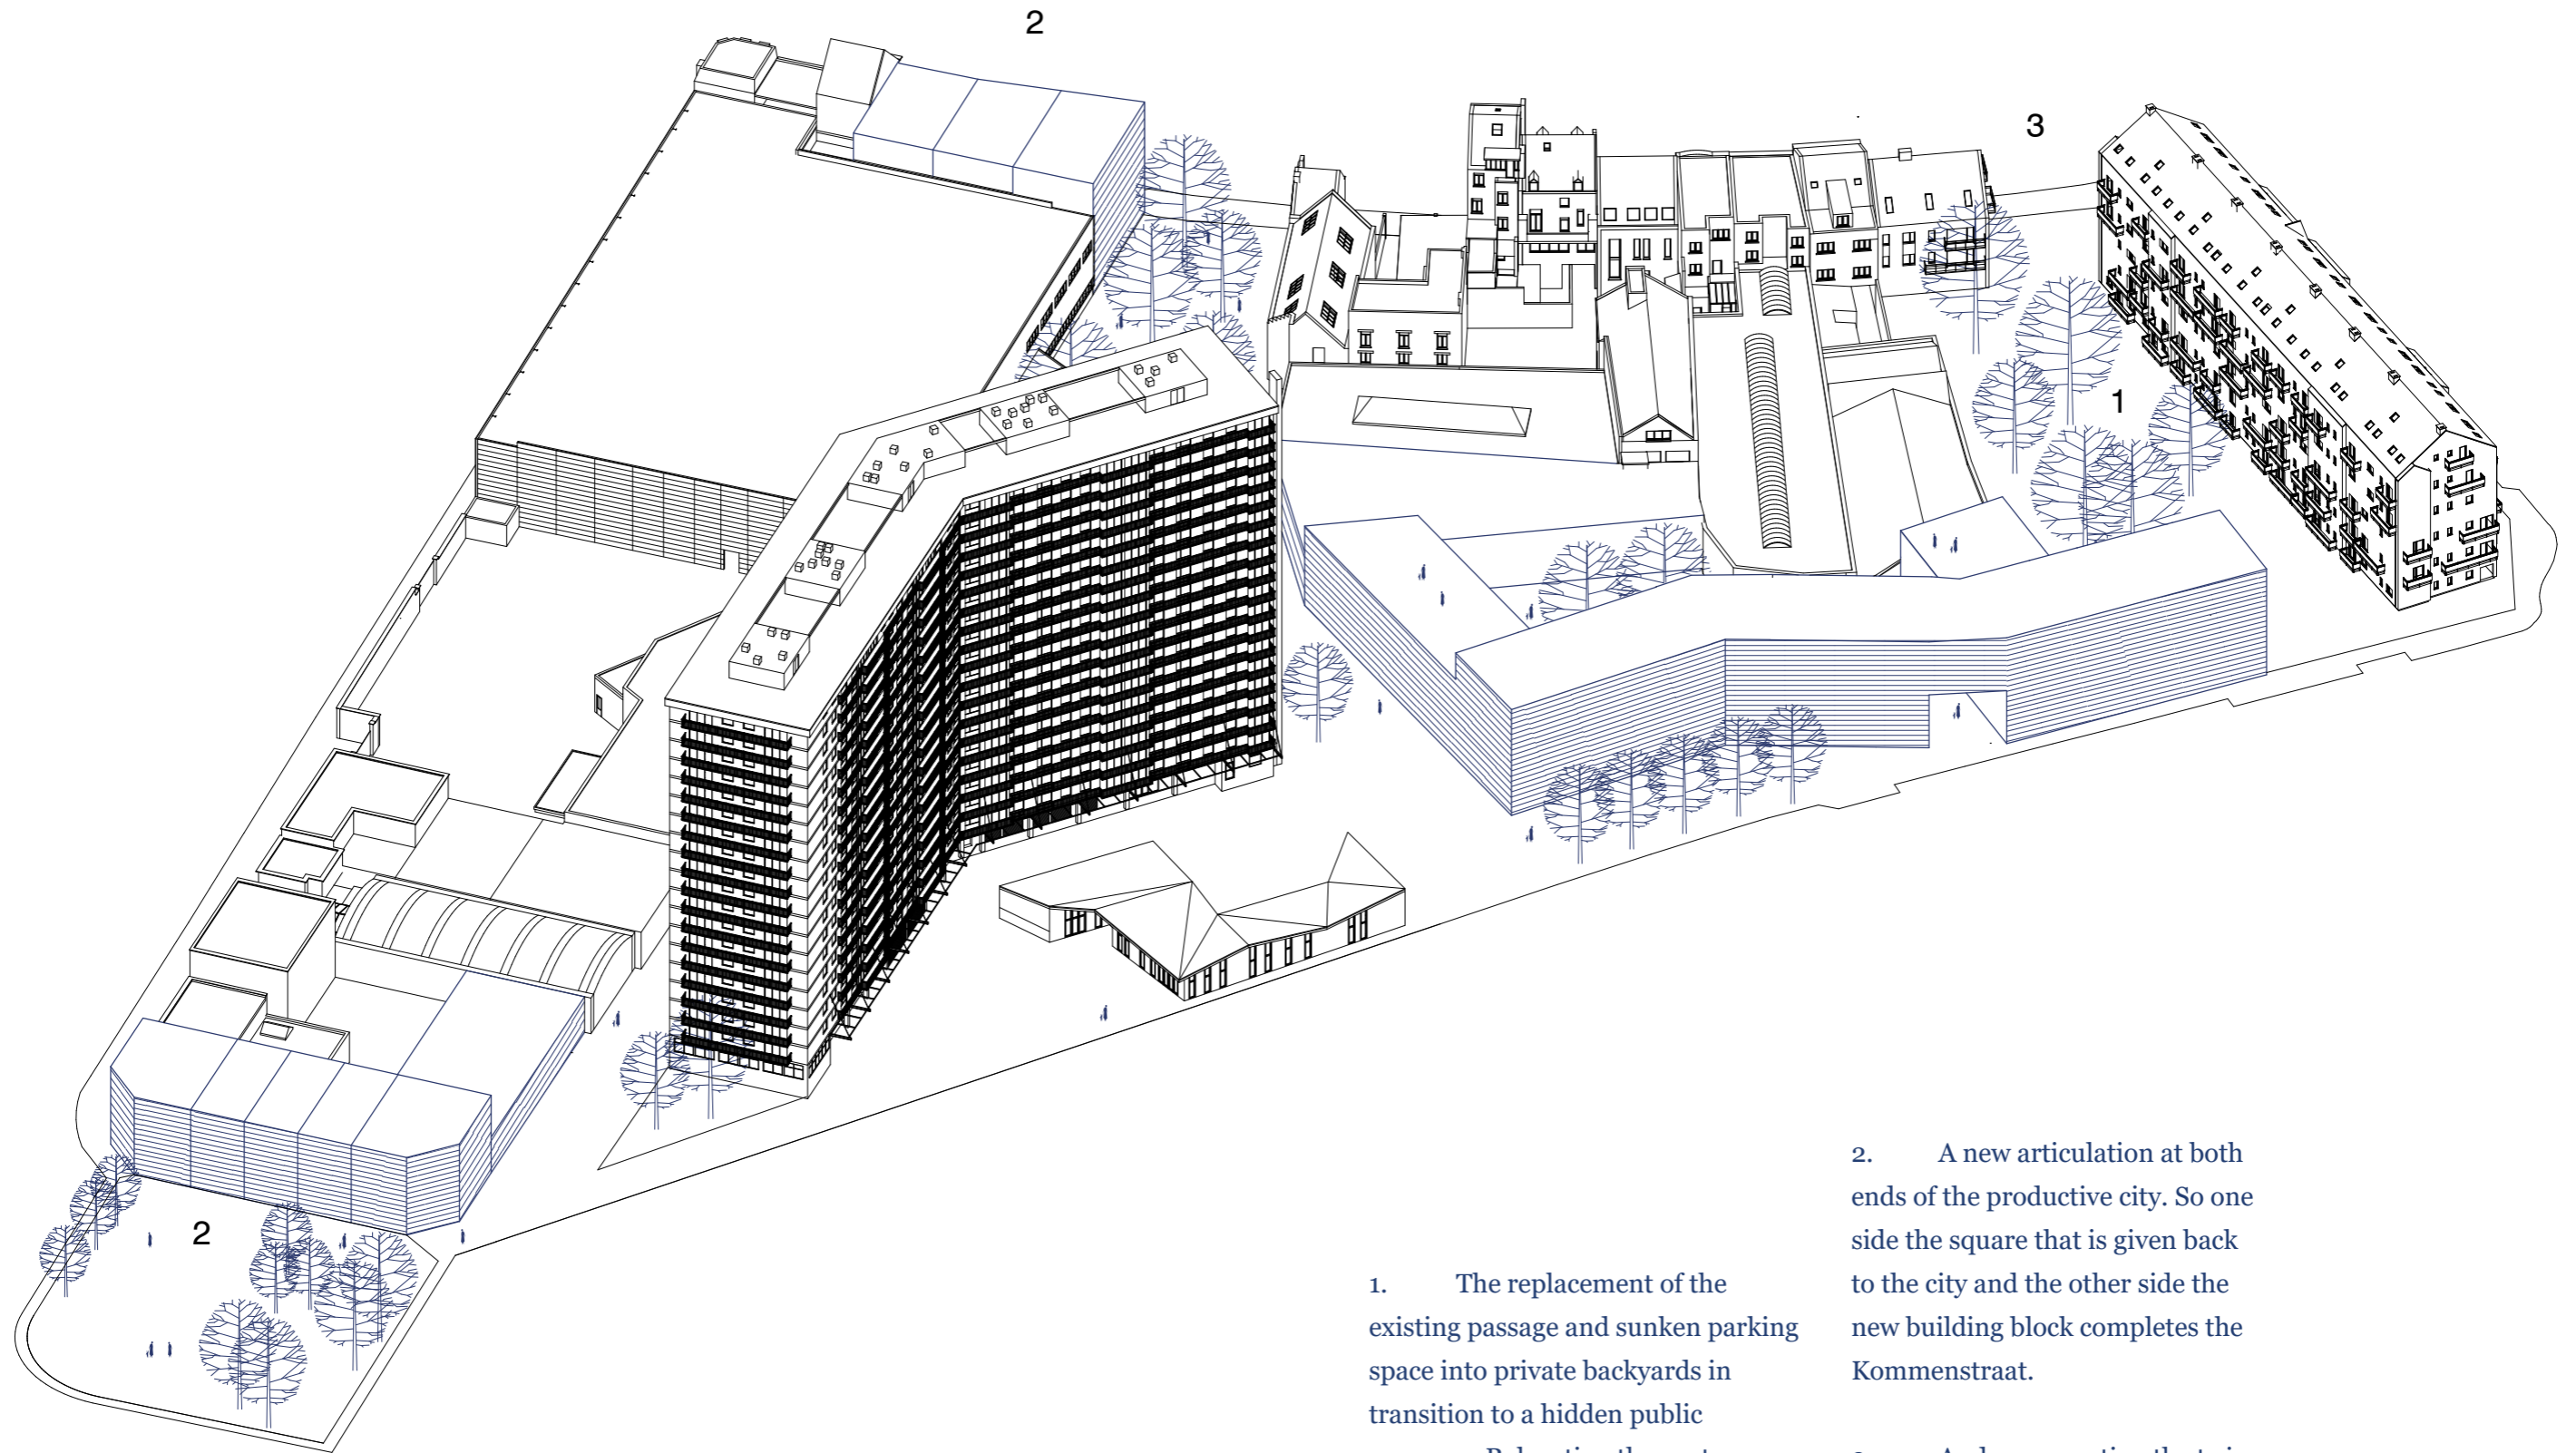 2
3
1
2
1. The replacement of the
existing passage and sunken parking
space into private backyards in
transition to a hidden public
2. A new articulation at both
ends of the productive city. So one
side the square that is given back
to the city and the other side the
new building block completes the
Kommenstraat.